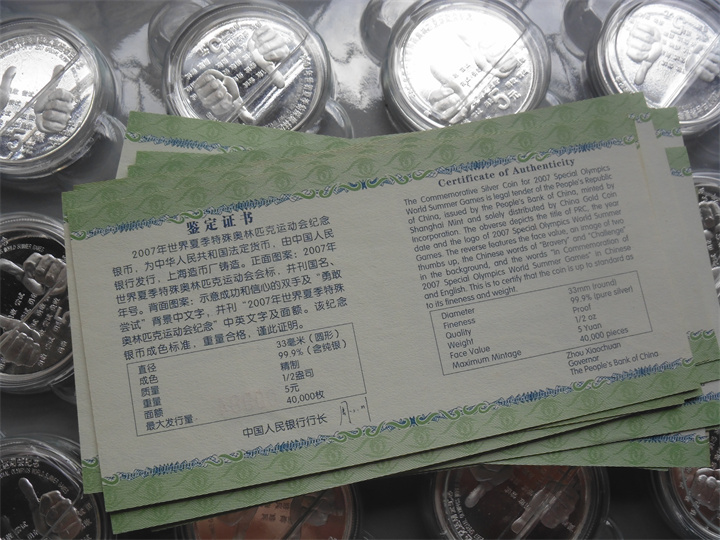 鉴定证书
2007年世界夏季特殊奥林匹克运动会纪念
银币，为中华人民共和国法定货币，由中国人民
银行发行，上海造币厂铸造。正面图案：2007年
世界夏季特殊奥林匹克运动会会标，并刊国名、
年号。背面图案：示意成功和信心的双手及“勇敢
尝试”背景中文字，并刊“2007年世界夏季特殊
奥林匹克运动会纪念”中英文字及面额。该纪念
银币成色标准，重量合格，谨此证明。
直径 33毫米（圆形）
成色 99.9%（含纯银）
质量 精制
重量 1/2盎司
面额 5元
最大发行量 40,000枚
中国人民银行行长
Certificate of Authenticity
The Commemorative Silver Coin for 2007 Special Olympics
World Summer Games is legal tender of the People's Republic
of China, issued by the People's Bank of China, minted by
Shanghai Mint and solely distributed by China Gold Coin
Incorporation. The obverse depicts the title of PRC, the year
date and the logo of 2007 Special Olympics World Summer
Games. The reverse features the face value, an image of two
thumbs up, the Chinese words of "Bravery" and "Challenge"
in the background, and the words "In Commemoration of
2007 Special Olympics World Summer Games" in Chinese
and English. This is to certify that the coin is up to standard as
to its fineness and weight.
Diameter 33mm (round)
Fineness 99.9% (pure silver)
Quality Proof
Weight 1/2 oz
Face Value 5 Yuan
Maximum Mintage 40,000 pieces
Zhou Xiaochuan
Governor
The People's Bank of China